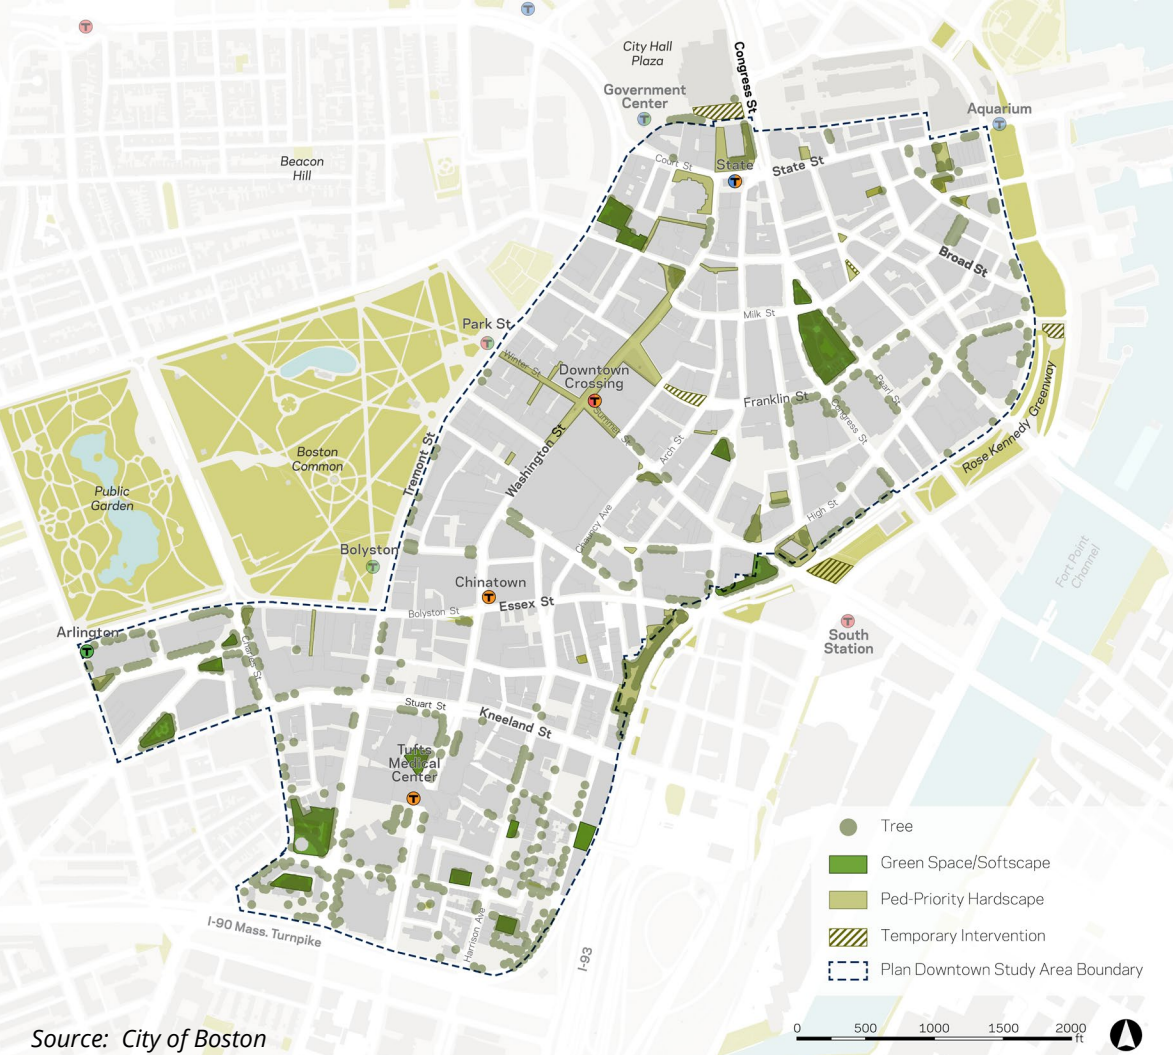 City Hall
Plaza
Congress St
Government
Center
Aquarium
Beacon
Hill
Court St
State
State St
Broad St
Park St
Milk St
Winter St
Downtown
Crossing
Summer St
Franklin St
Pearl St
Congress St
Rose Kennedy Greenway
Arch St
Tremont St
Washington St
Boston
Common
Public
Garden
Chauncy Ave
High St
Bolyston
Fort Point
Channel
Chinatown
Essex St
Bolyston St
Arlington
Charles St
South
Station
Stuart St
Kneeland St
Tufts
Medical
Center
Harrison Ave
I-90 Mass. Turnpike
I-93
Tree
Green Space/Softscape
Ped-Priority Hardscape
Temporary Intervention
Plan Downtown Study Area Boundary
0 500 1000 1500 2000
ft
Source: City of Boston
T
T
T
T
T
T
T
T
T
T
T
T